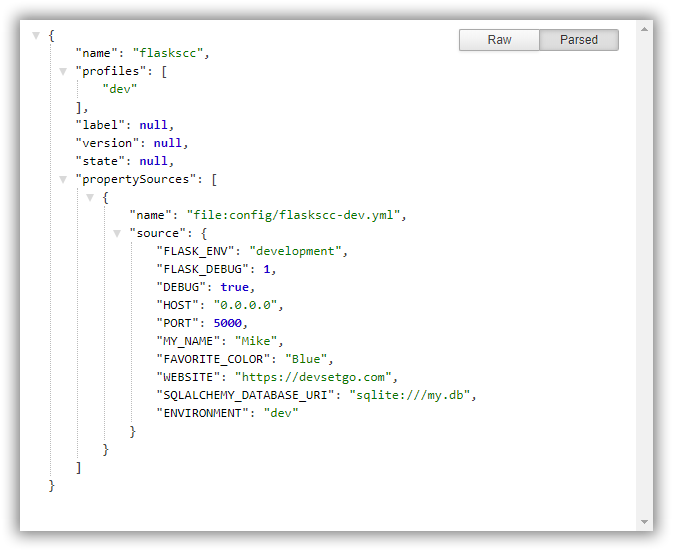 {
Raw Parsed
"name": "flaskscc",
"profiles": [
"dev"
],
"label": null,
"version": null,
"state": null,
"propertySources": [
{
"name": "file:config/flaskscc-dev.yml",
"source": {
"FLASK_ENV": "development",
"FLASK_DEBUG": 1,
"DEBUG": true,
"HOST": "0.0.0.0",
"PORT": 5000,
"MY_NAME": "Mike",
"FAVORITE_COLOR": "Blue",
"WEBSITE": "https://devsetgo.com",
"SQLALCHEMY_DATABASE_URI": "sqlite:///my.db",
"ENVIRONMENT": "dev"
}
}
]
}